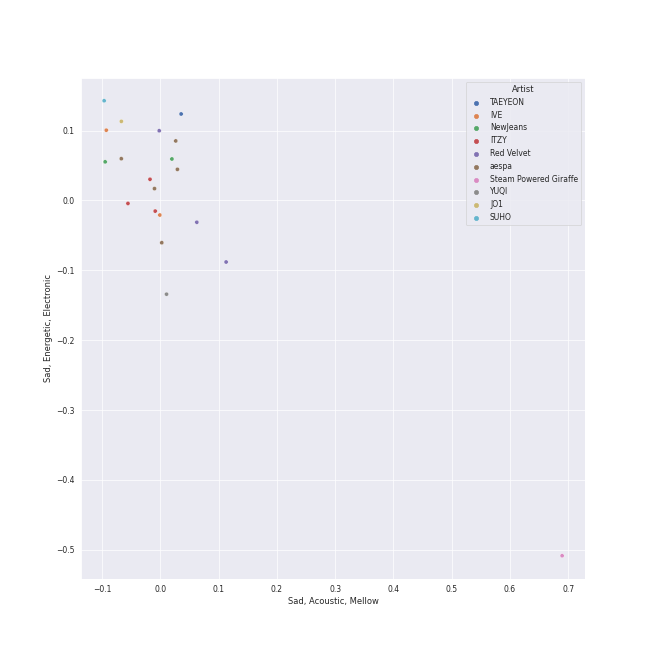 Artist
TAEYEON
IVE
NewJeans
ITZY
Red Velvet
aespa
Steam Powered Giraffe
YUQI
JO1
SUHO
0.1
0.0
−0.1
−0.2
−0.3
−0.4
−0.5
Sad, Energetic, Electronic
−0.1 0.0 0.1 0.2 0.3 0.4 0.5 0.6 0.7
Sad, Acoustic, Mellow